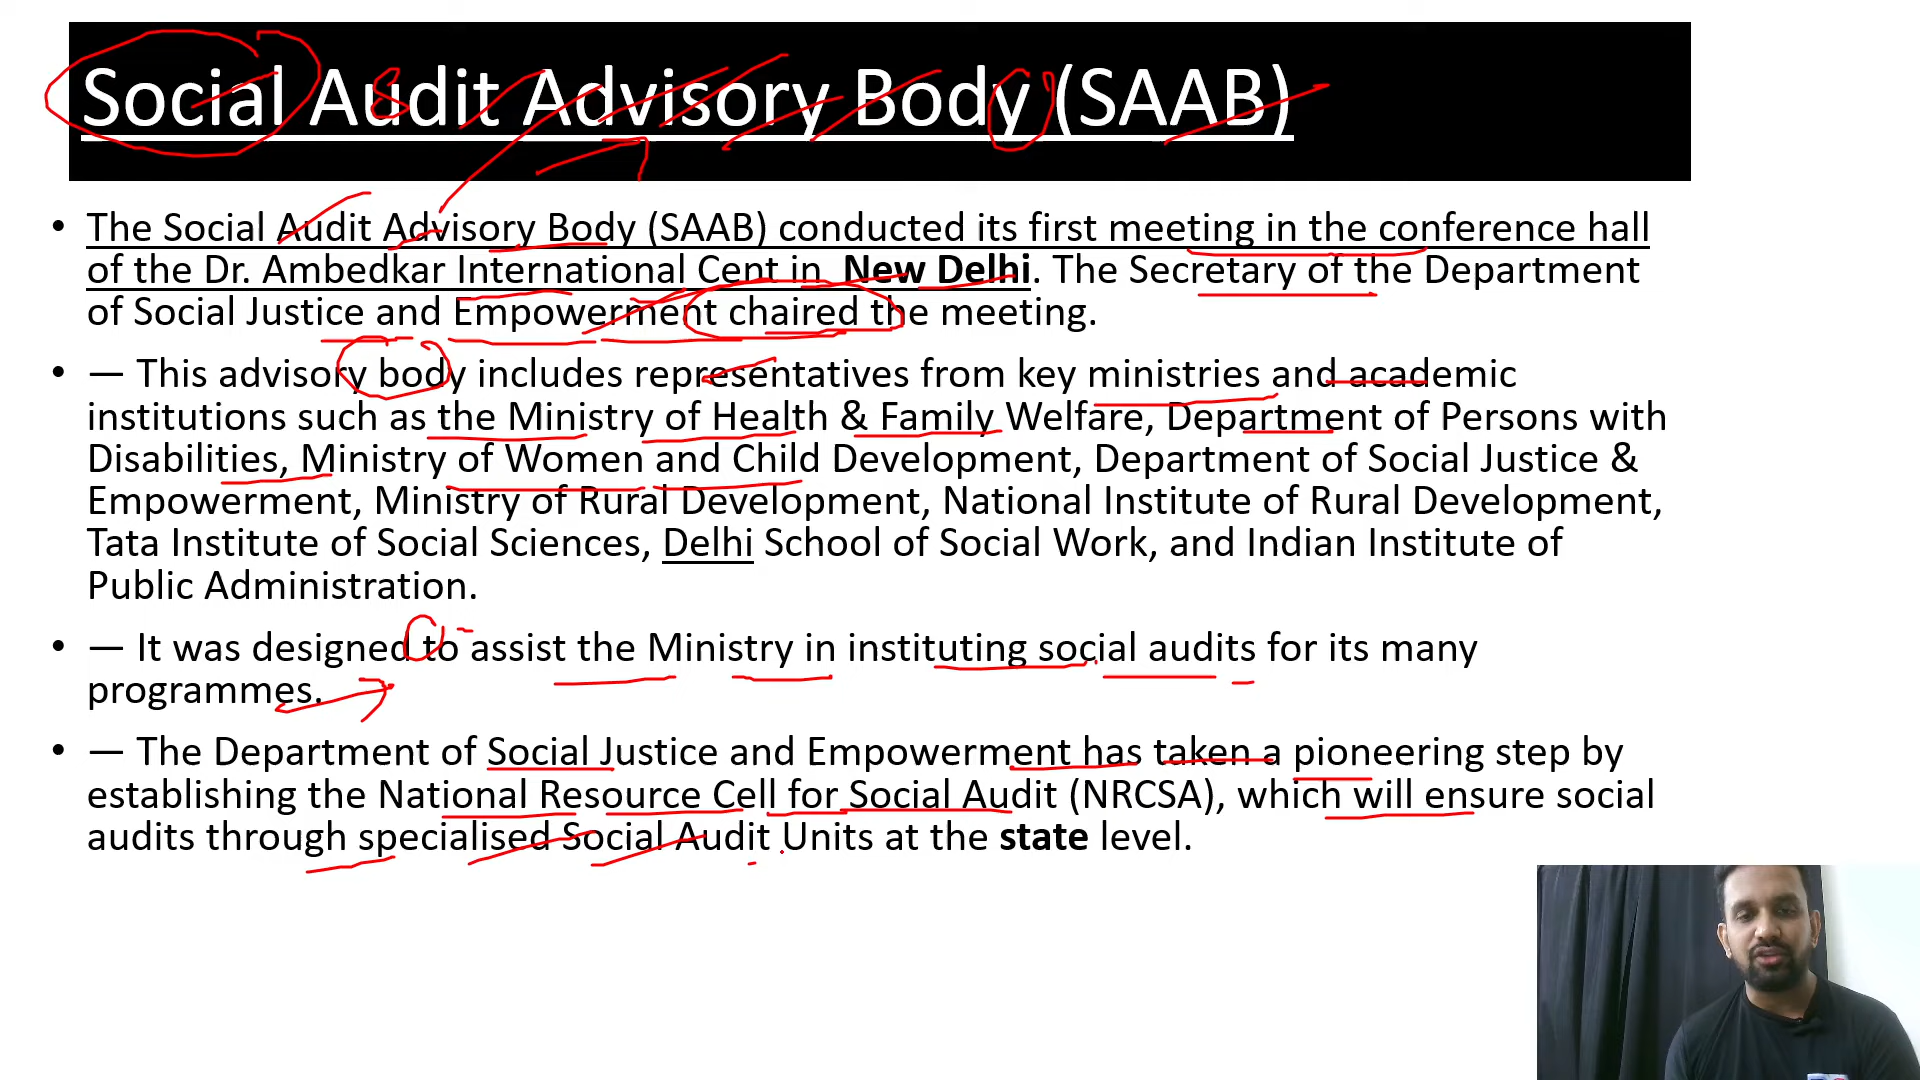 Social Audit Advisory Body (SAAB)
• The Social Audit Advisory Body (SAAB) conducted its first meeting in the conference hall
of the Dr. Ambedkar International Cent in New Delhi. The Secretary of the Department
of Social Justice and Empowerment chaired the meeting.
• — This advisory body includes representatives from key ministries and academic
institutions such as the Ministry of Health & Family Welfare, Department of Persons with
Disabilities, Ministry of Women and Child Development, Department of Social Justice &
Empowerment, Ministry of Rural Development, National Institute of Rural Development,
Tata Institute of Social Sciences, Delhi School of Social Work, and Indian Institute of
Public Administration.
• — It was designed to assist the Ministry in instituting social audits for its many
programmes.
• — The Department of Social Justice and Empowerment has taken a pioneering step by
establishing the National Resource Cell for Social Audit (NRCSA), which will ensure social
audits through specialised Social Audit Units at the state level.